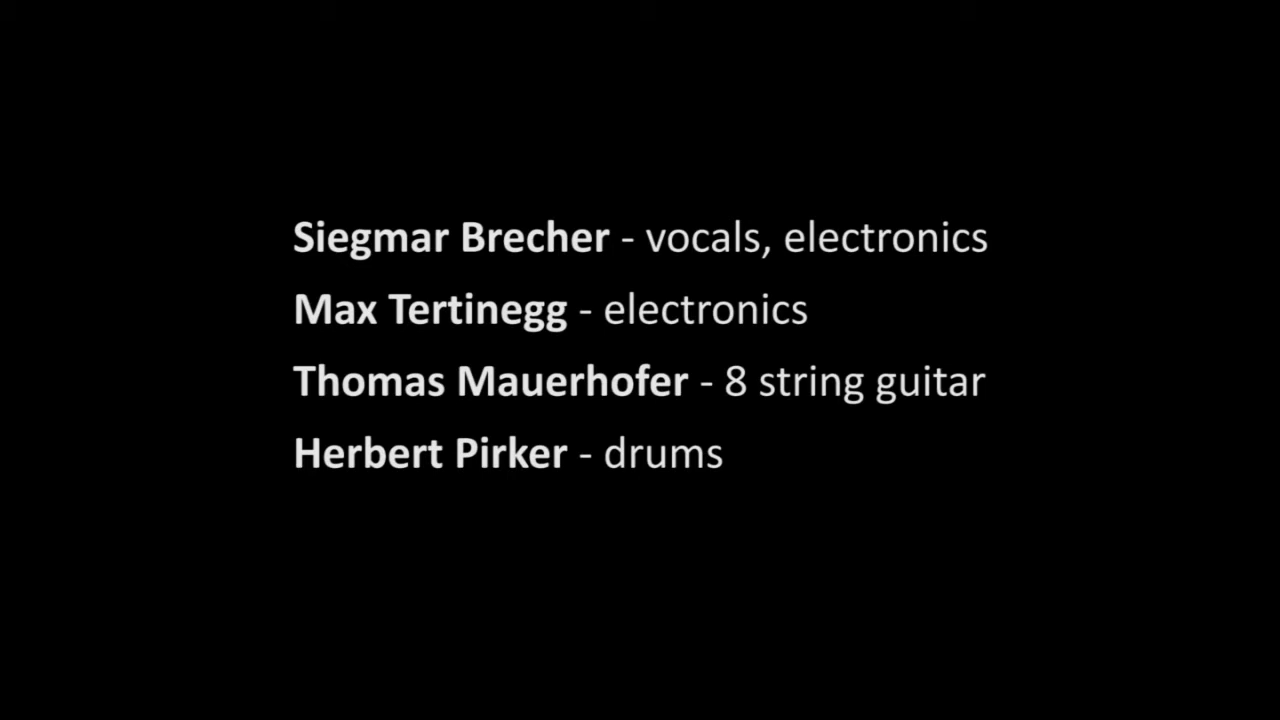 Siegmar Brecher - vocals, electronics
Max Tertinegg - electronics
Thomas Mauerhofer - 8 string guitar
Herbert Pirker - drums